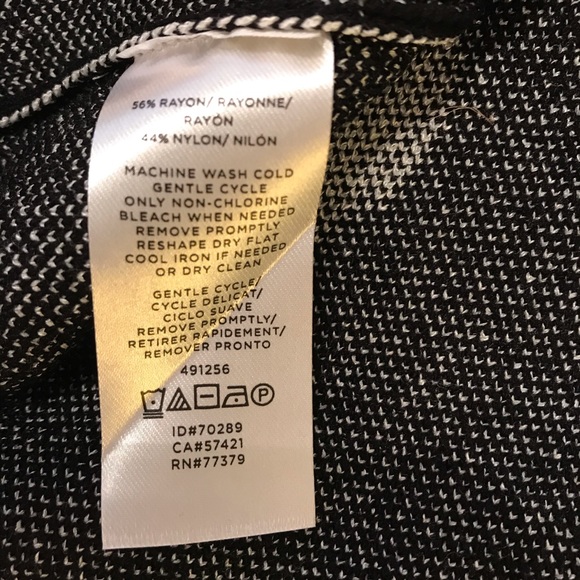 56% RAYON/ RAYONNE/
RAYÓN
44% NYLON/ NILÓN
MACHINE WASH COLD
GENTLE CYCLE
ONLY NON-CHLORINE
BLEACH WHEN NEEDED
REMOVE PROMPTLY
RESHAPE DRY FLAT
COOL IRON IF NEEDED
OR DRY CLEAN
GENTLE CYCLE/
CYCLE DÉLICAT/
CICLO SUAVE
REMOVE PROMPTLY/
RETIRER RAPIDEMENT/
REMOVER PRONTO
491256
P
ID#70289
CA#57421
RN#77379